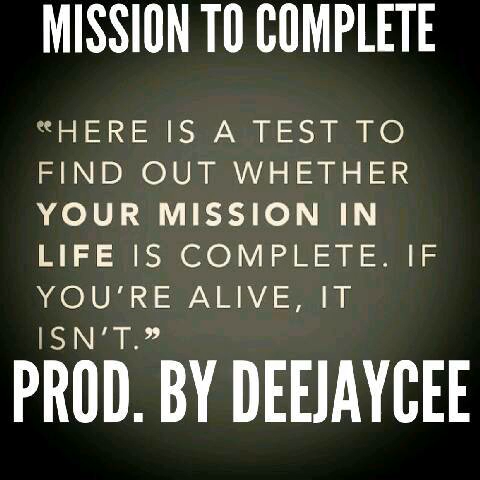 MISSION TO COMPLETE
“HERE IS A TEST TO
FIND OUT WHETHER
YOUR MISSION IN
LIFE IS COMPLETE. IF
YOU’RE ALIVE, IT
ISN’T.”
PROD. BY DEEJAYCEE